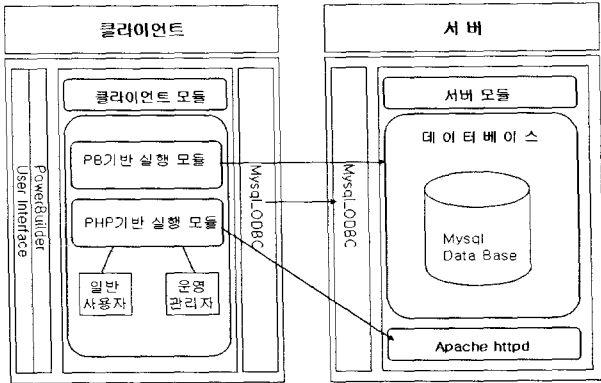 클라이언트
서 버
클라이언트 모듈
PB기반 실행 모듈
PHP기반 실행 모듈
일반
사용자
운영
관리자
User Interface
PowerBuilder
Mysql_ODBC
Mysql_ODBC
서버 모듈
데 이 터 베 이 스
Mysql
Data Base
Apache httpd